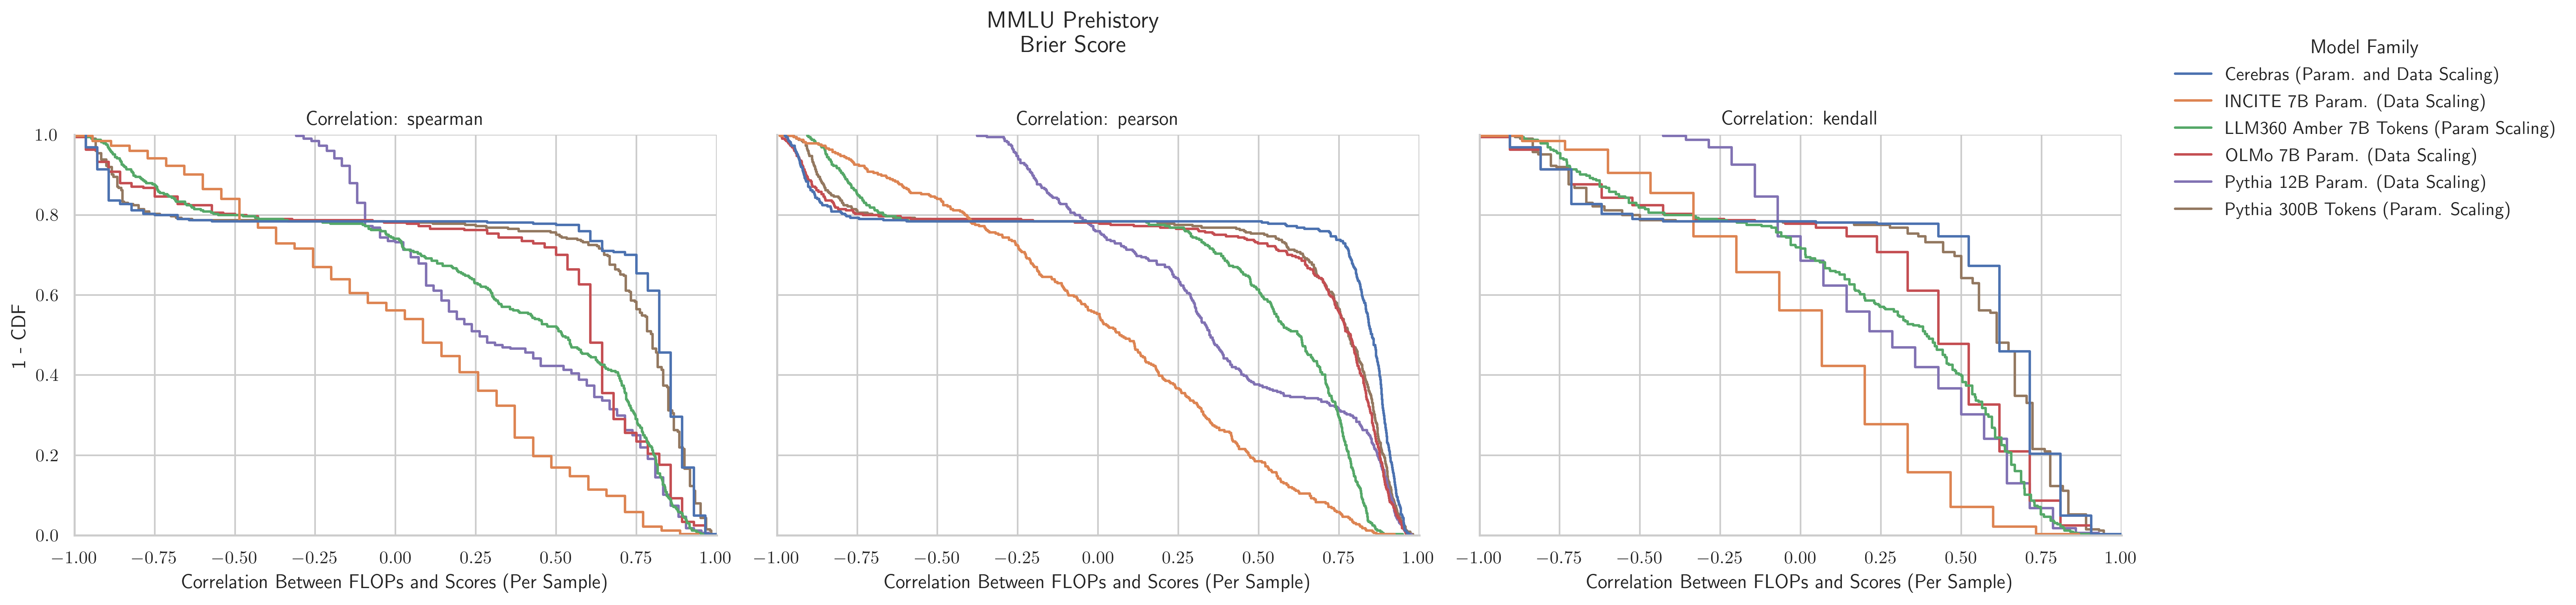 MMLU Prehistory
Brier Score
Model Family
Cerebras (Param. and Data Scaling)
INCITE 7B Param. (Data Scaling)
LLM360 Amber 7B Tokens (Param Scaling)
OLMo 7B Param. (Data Scaling)
Pythia 12B Param. (Data Scaling)
Pythia 300B Tokens (Param. Scaling)
Correlation: spearman
1 - CDF
1.0
0.8
0.6
0.4
0.2
0.0
−1.00 −0.75 −0.50 −0.25 0.00 0.25 0.50 0.75 1.00
Correlation Between FLOPs and Scores (Per Sample)
Correlation: pearson
−1.00 −0.75 −0.50 −0.25 0.00 0.25 0.50 0.75 1.00
Correlation Between FLOPs and Scores (Per Sample)
Correlation: kendall
−1.00 −0.75 −0.50 −0.25 0.00 0.25 0.50 0.75 1.00
Correlation Between FLOPs and Scores (Per Sample)